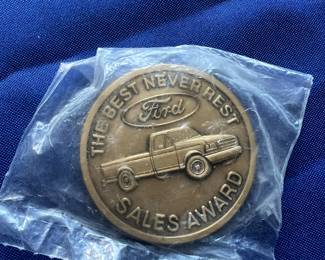 THE BEST NEVER REST
Ford
SALES AWARD